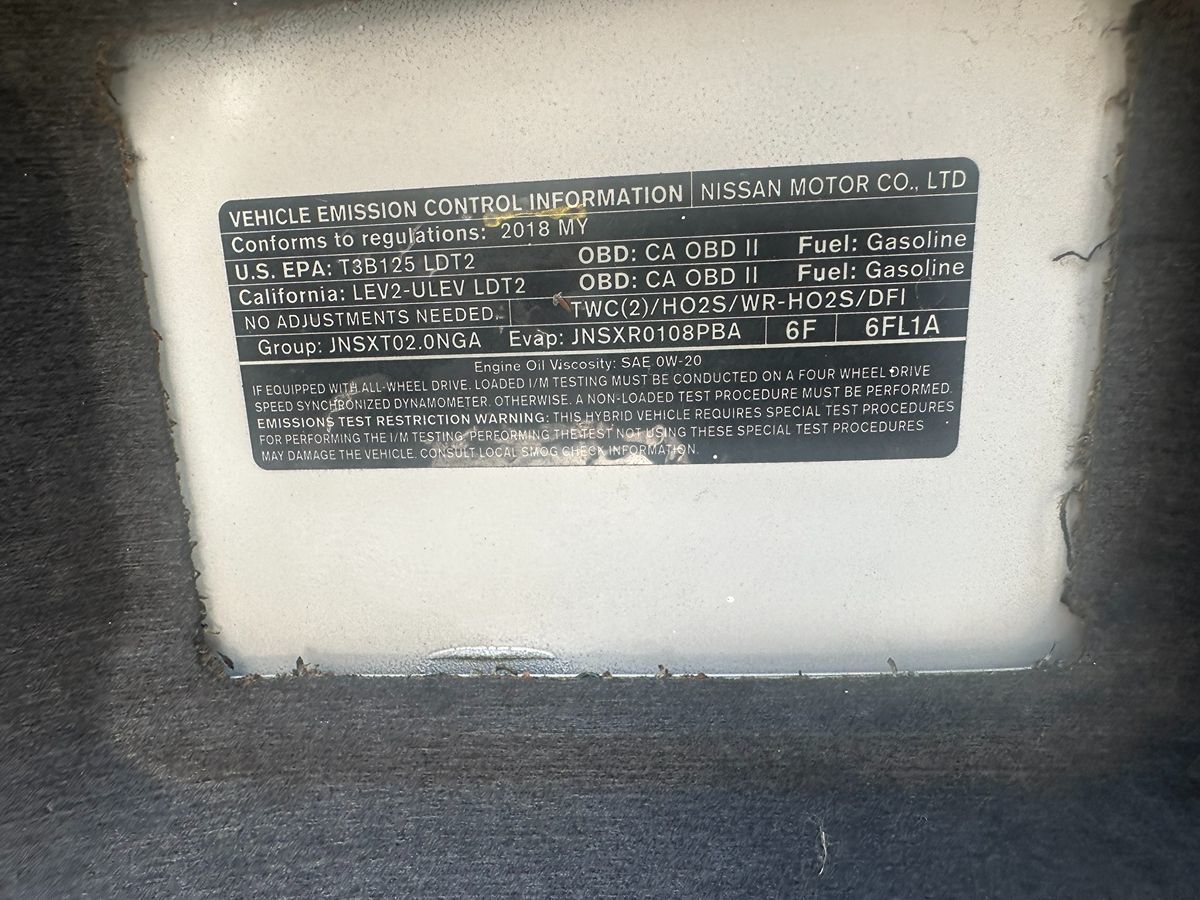 VEHICLE EMISSION CONTROL INFORMATION NISSAN MOTOR CO., LTD
Conforms to regulations: 2018 MY
U.S. EPA: T3B125 LDT2 OBD: CA OBD II Fuel: Gasoline
California: LEV2-ULEV LDT2 OBD: CA OBD II Fuel: Gasoline
NO ADJUSTMENTS NEEDED. TWC(2)/HO2S/WR-HO2S/DFI
Group: JNSXT02.0NGA Evap: JNSXR0108PBA 6F 6FL1A
Engine Oil Viscosity: SAE 0W-20
IF EQUIPPED WITH ALL-WHEEL DRIVE. LOADED I/M TESTING MUST BE CONDUCTED ON A FOUR WHEEL DRIVE
SPEED SYNCHRONIZED DYNAMOMETER. OTHERWISE. A NON-LOADED TEST PROCEDURE MUST BE PERFORMED.
EMISSIONS TEST RESTRICTION WARNING: THIS HYBRID VEHICLE REQUIRES SPECIAL TEST PROCEDURES
FOR PERFORMING THE I/M TESTING. PERFORMING THE TEST NOT USING THESE SPECIAL TEST PROCEDURES
MAY DAMAGE THE VEHICLE. CONSULT LOCAL SMOG CHECK INFORMATION.